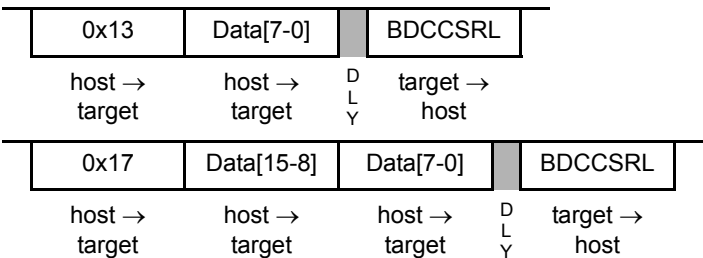 0x13 Data[7-0] BDCCSRL
host → host → D target →
target target L host
Y
0x17 Data[15-8] Data[7-0] BDCCSRL
host → host → host → D target →
target target target L host
Y